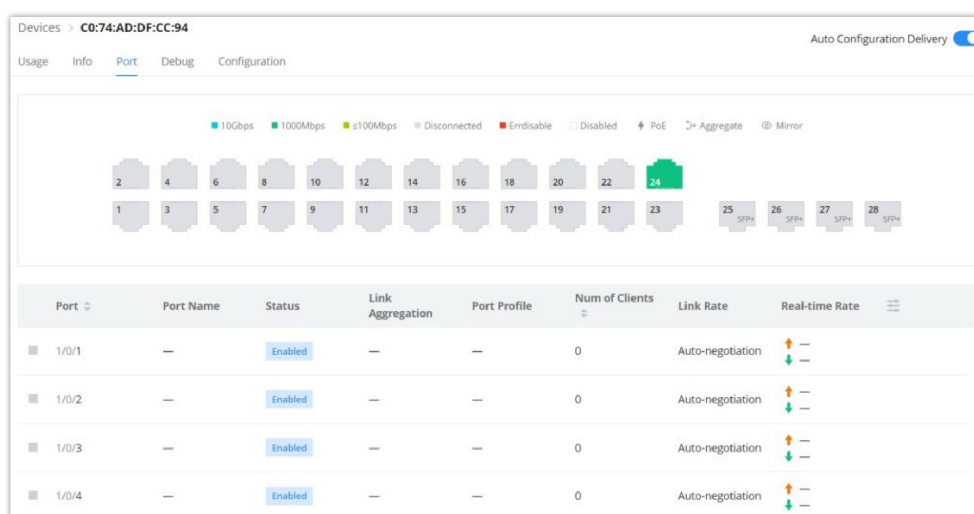 Devices > C0:74:AD:DF:CC:94
Auto Configuration Delivery
Usage Info Port Debug Configuration
10Gbps 1000Mbps ≤100Mbps Disconnected Errdisable Disabled PoE Aggregate Mirror
2 4 6 8 10 12 14 16 18 20 22 24
1 3 5 7 9 11 13 15 17 19 21 23 25 SFP+ 26 SFP+ 27 SFP+ 28 SFP+
Port Port Name Status Link Aggregation Port Profile Num of Clients Link Rate Real-time Rate
1/0/1 — Enabled — — 0 Auto-negotiation — —
1/0/2 — Enabled — — 0 Auto-negotiation — —
1/0/3 — Enabled — — 0 Auto-negotiation — —
1/0/4 — Enabled — — 0 Auto-negotiation — —